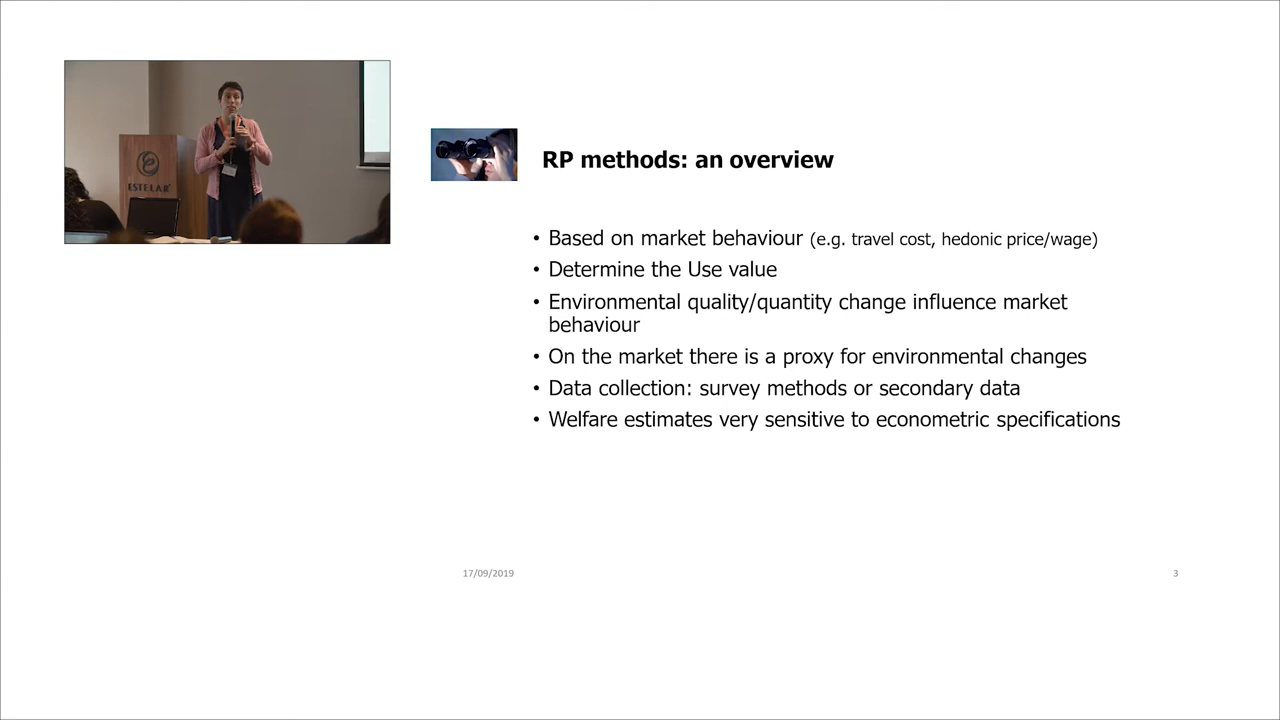 ESTELAR
RP methods: an overview
• Based on market behaviour (e.g. travel cost, hedonic price/wage)
• Determine the Use value
• Environmental quality/quantity change influence market
behaviour
• On the market there is a proxy for environmental changes
• Data collection: survey methods or secondary data
• Welfare estimates very sensitive to econometric specifications
17/09/2019
3